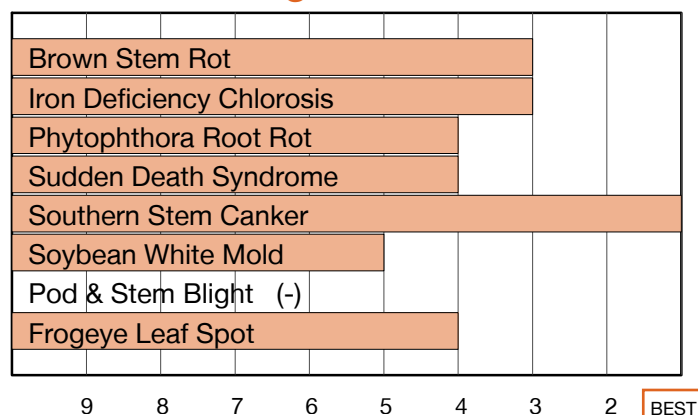 Brown Stem Rot
Iron Deficiency Chlorosis
Phytophthora Root Rot
Sudden Death Syndrome
Southern Stem Canker
Soybean White Mold
Pod & Stem Blight (-)
Frogeye Leaf Spot
9 8 7 6 5 4 3 2 BEST